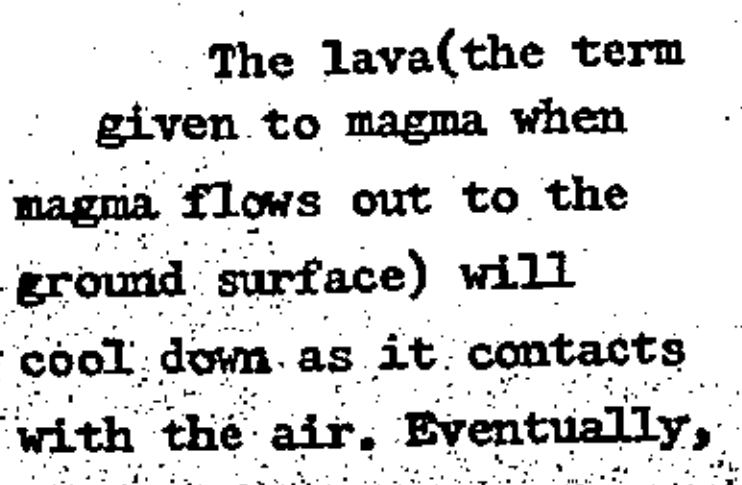 The lava(the term
given to magma when
magma flows out to the
ground surface) will
cool down as it contacts
with the air. Eventually,